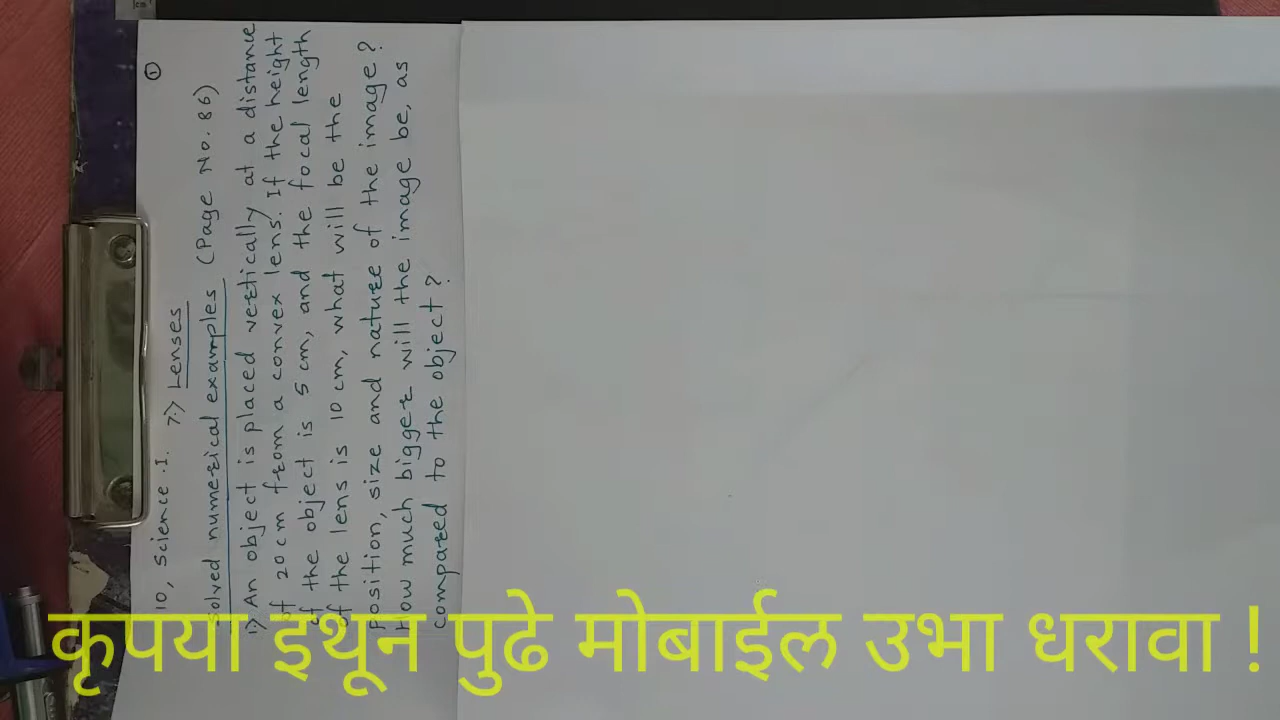 ①
10, Science .I. 7:) Lenses
Solved numerical examples (Page No. 86)
1) An object is placed vertically at a distance
of 20cm from a convex lens. If the height
of the object is 5 cm, and the focal length
of the lens is 10 cm, what will be the
position, size and nature of the image?
How much bigger will the image be, as
compared to the object?
कृपया इथून पुढे मोबाईल उभा धरावा !